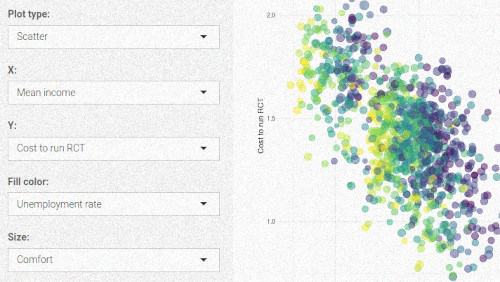 Plot type:
Scatter
X:
Mean income
Y:
Cost to run RCT
Fill color:
Unemployment rate
Size:
Comfort
2.0
1.5
1.0
Cost to run RCT